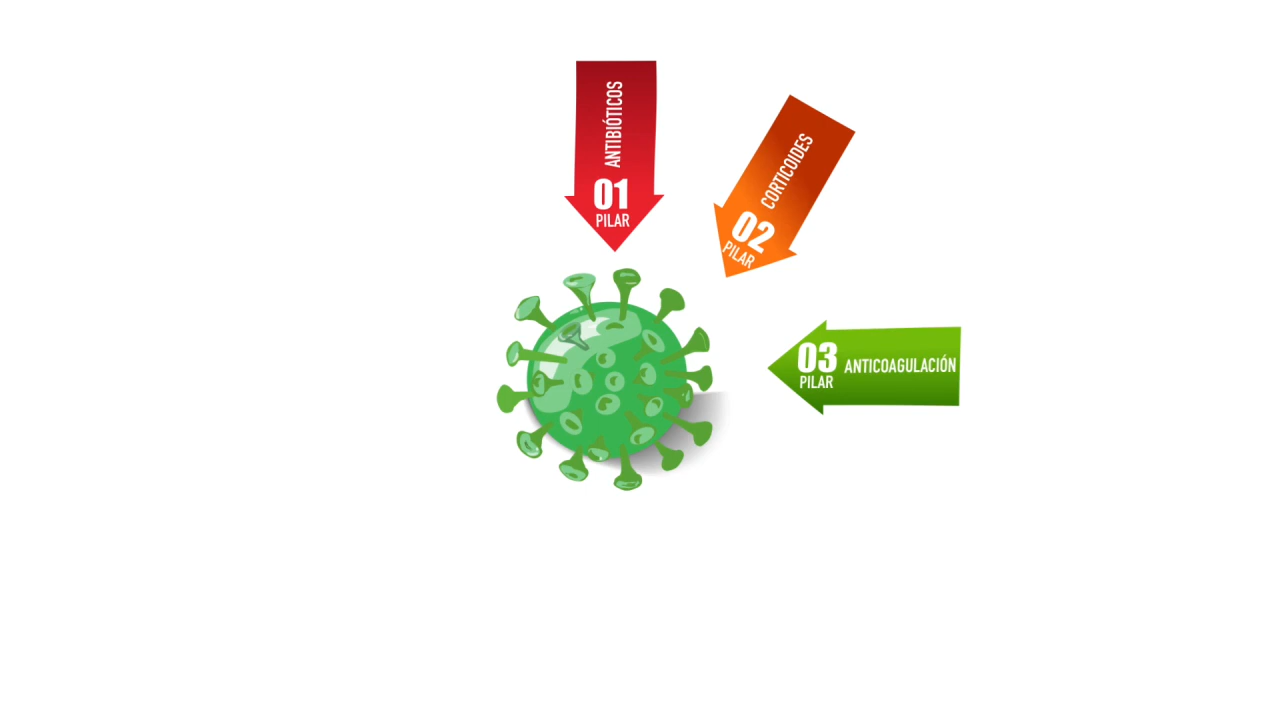 ANTIBIÓTICOS
01
PILAR
CORTICOIDES
02
PILAR
03
PILAR
ANTICOAGULACIÓN